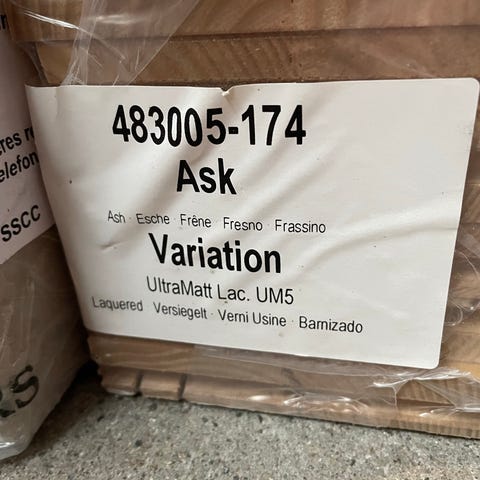 483005-174
Ask
Ash · Esche · Frêne · Fresno · Frassino
Variation
UltraMatt Lac. UM5
Laquered · Versiegelt · Verni Usine · Barnizado
SSCC